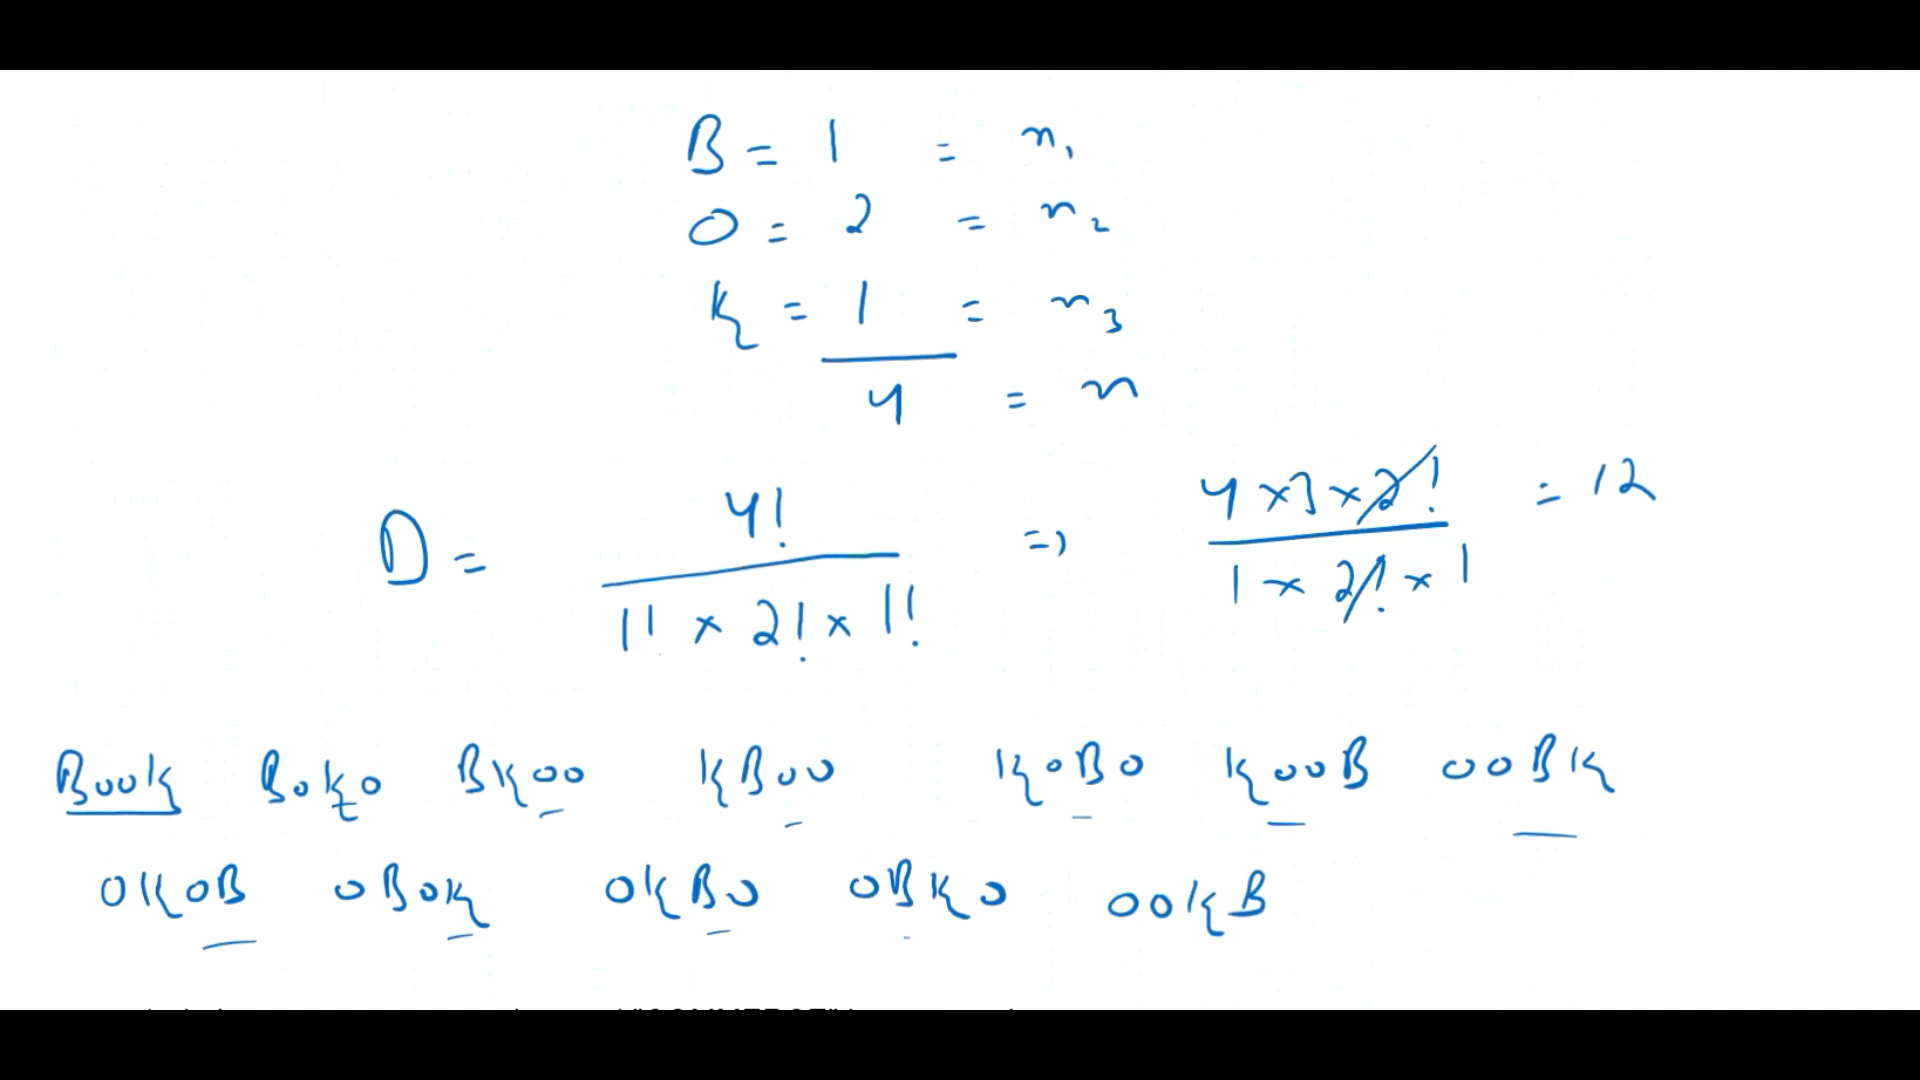 B = 1 = n₁
O = 2 = n₂
K = 1 = n₃
4 = n
D = 4! / 1! × 2! × 1! => 4 × 3 × 2! / 1 × 2! × 1 = 12
Book BoKo BKoo KBoo KoBo KooB ooBK
OKoB oBoK OKBo oBKo ooKB